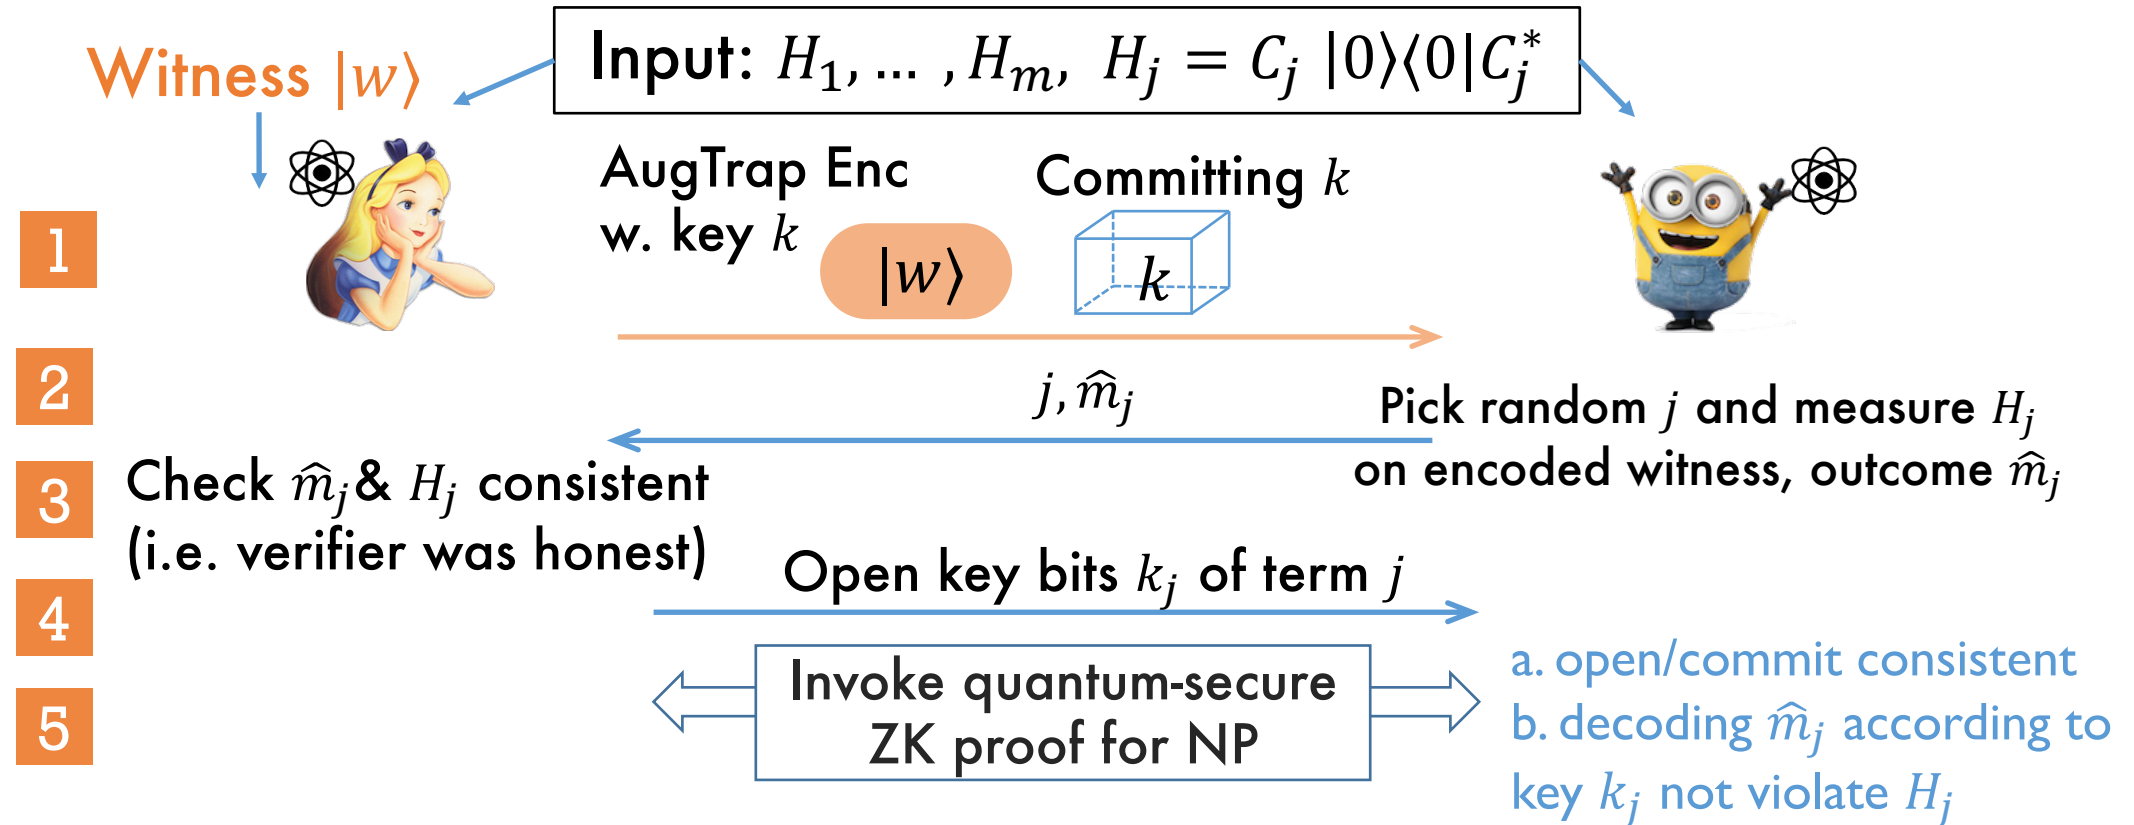 Witness |w⟩
Input: H_1, … , H_m, H_j = C_j |0⟩⟨0|C_j^*
AugTrap Enc
w. key k
|w⟩
Committing k
k
1
2
j, m̂_j
Pick random j and measure H_j
on encoded witness, outcome m̂_j
3
Check m̂_j & H_j consistent
(i.e. verifier was honest)
4
Open key bits k_j of term j
5
Invoke quantum-secure
ZK proof for NP
a. open/commit consistent
b. decoding m̂_j according to
key k_j not violate H_j